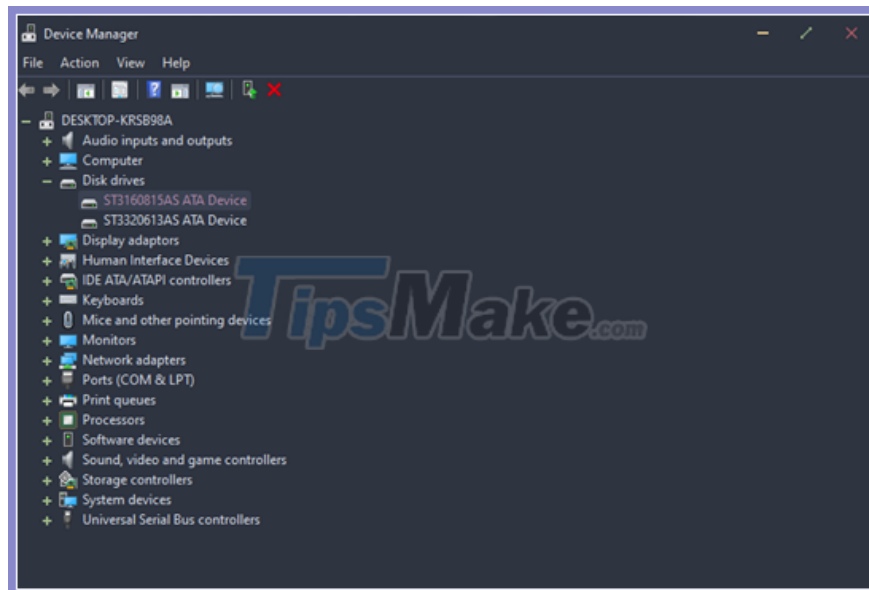 Device Manager
File Action View Help
DESKTOP-KRSB98A
Audio inputs and outputs
Computer
Disk drives
ST3160815AS ATA Device
ST3320613AS ATA Device
Display adaptors
Human Interface Devices
IDE ATA/ATAPI controllers
Keyboards
Mice and other pointing devices
Monitors
Network adapters
Ports (COM & LPT)
Print queues
Processors
Software devices
Sound, video and game controllers
Storage controllers
System devices
Universal Serial Bus controllers
TipsMake.com